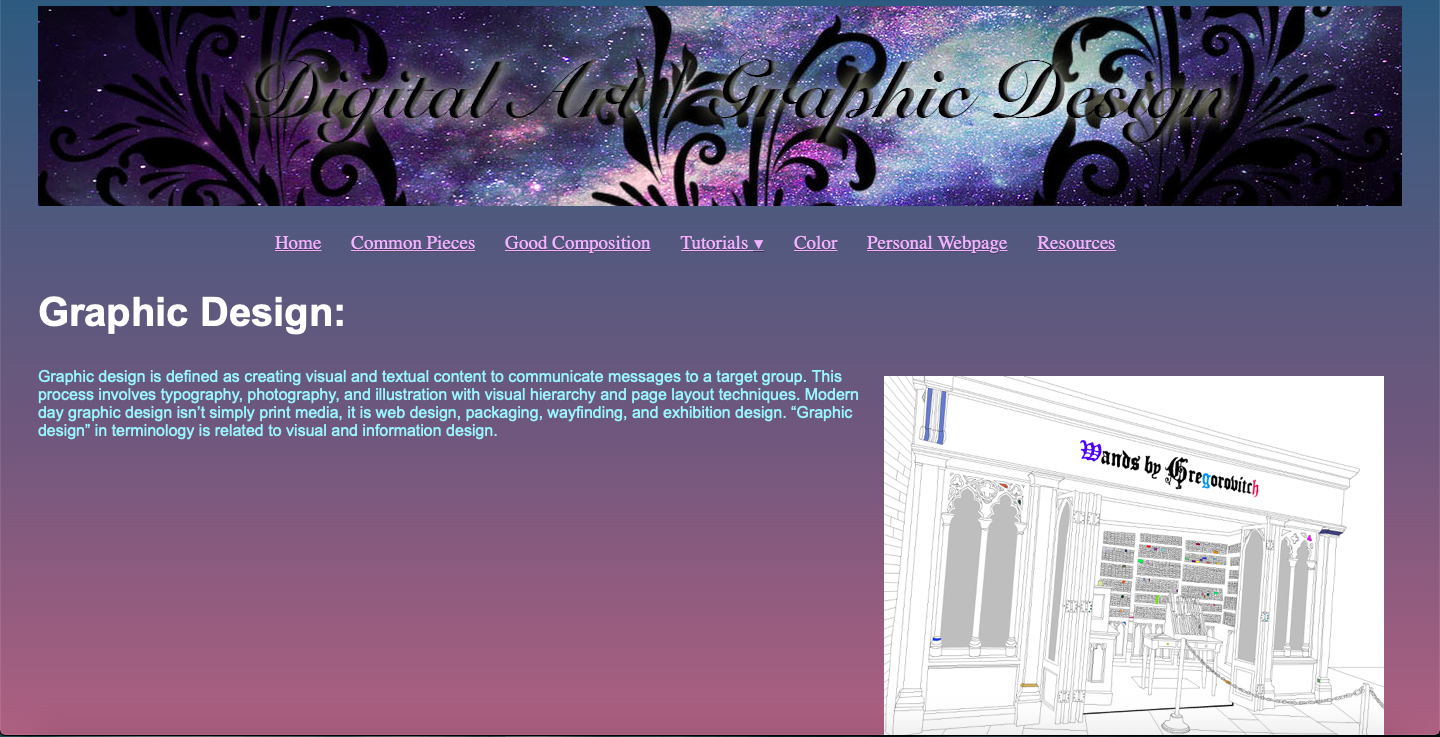 Digital Art / Graphic Design
Home Common Pieces Good Composition Tutorials ▼ Color Personal Webpage Resources
Graphic Design:
Graphic design is defined as creating visual and textual content to communicate messages to a target group. This
process involves typography, photography, and illustration with visual hierarchy and page layout techniques. Modern
day graphic design isn’t simply print media, it is web design, packaging, wayfinding, and exhibition design. “Graphic
design” in terminology is related to visual and information design.
Wands by Gregorovitch